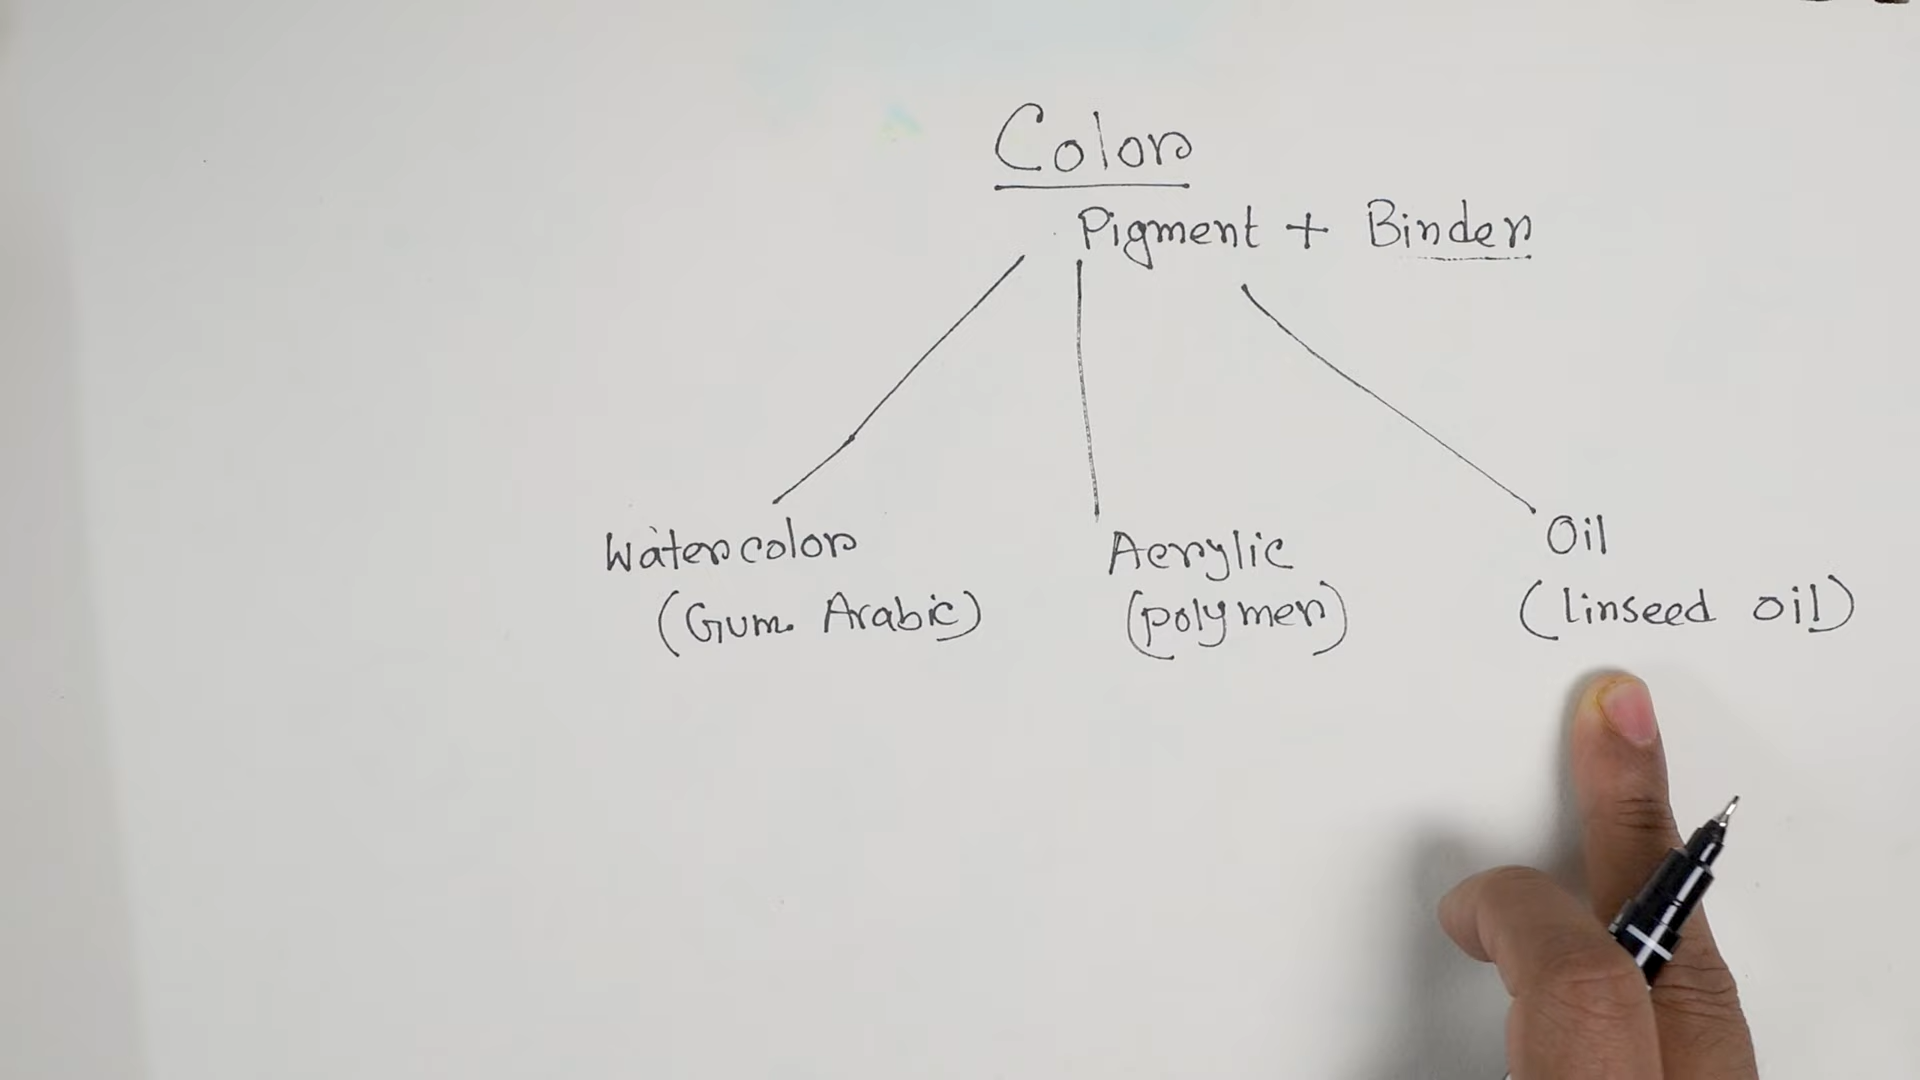 Color
Pigment + Binder
Watercolor
(Gum Arabic)
Acrylic
(polymer)
Oil
(linseed oil)